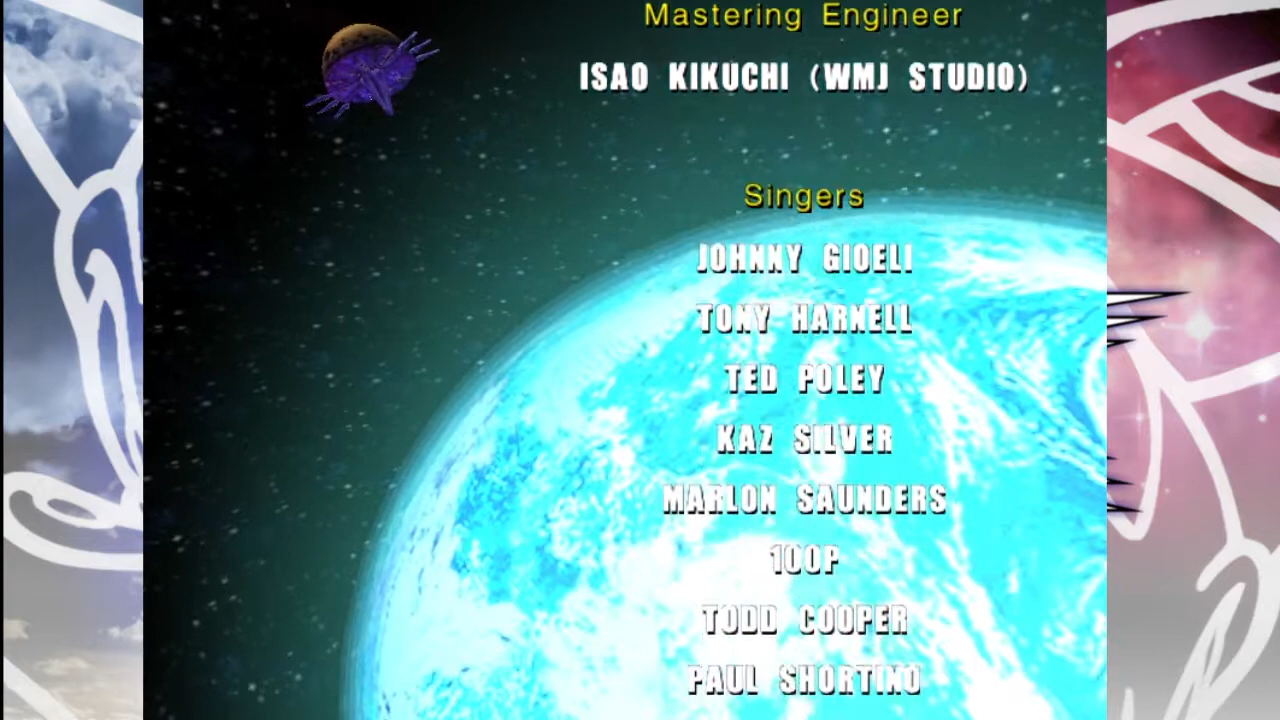 Mastering Engineer
ISAO KIKUCHI (WMJ STUDIO)
Singers
JOHNNY GIOELI
TONY HARNELL
TED POLEY
KAZ SILVER
MARLON SAUNDERS
100P
TODD COOPER
PAUL SHORTINO